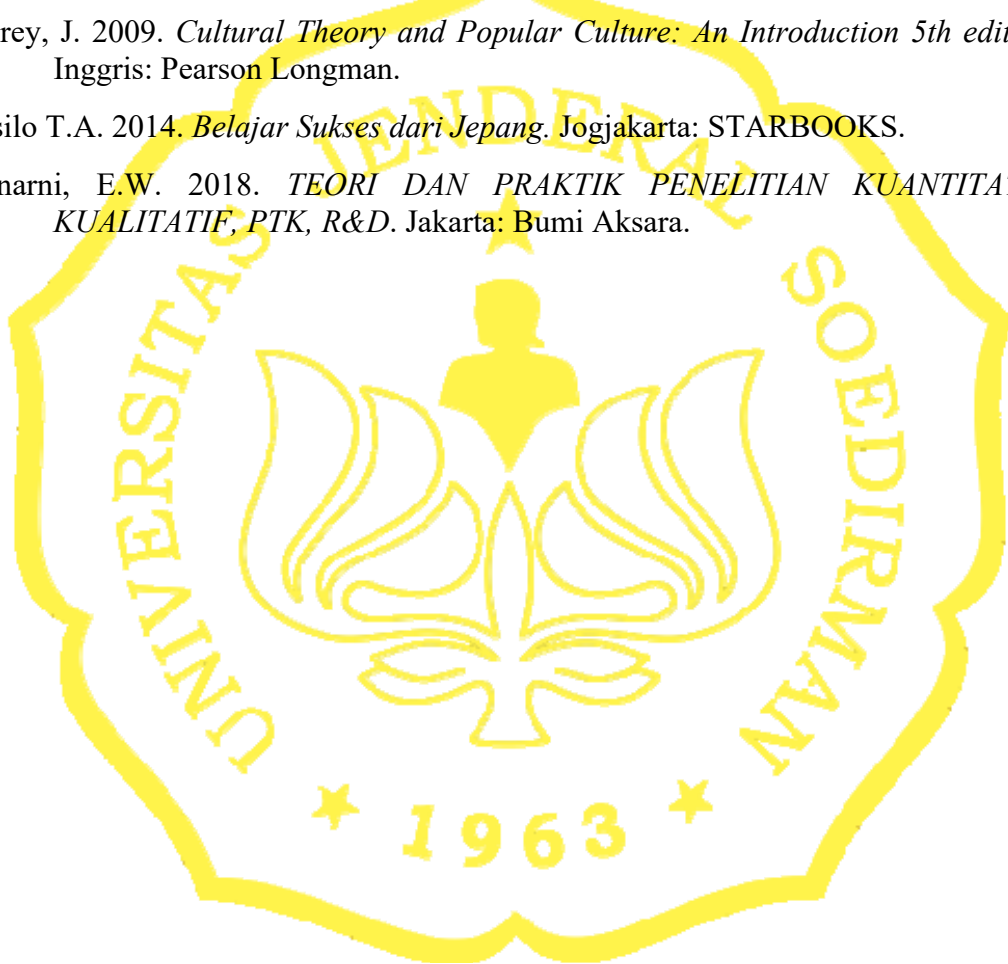 rey, J. 2009. Cultural Theory and Popular Culture: An Introduction 5th edit
Inggris: Pearson Longman.
silo T.A. 2014. Belajar Sukses dari Jepang. Jogjakarta: STARBOOKS.
narni, E.W. 2018. TEORI DAN PRAKTIK PENELITIAN KUANTITA
KUALITATIF, PTK, R&D. Jakarta: Bumi Aksara.
UNIVERSITAS JENDERAL SOEDIRMAN
1963